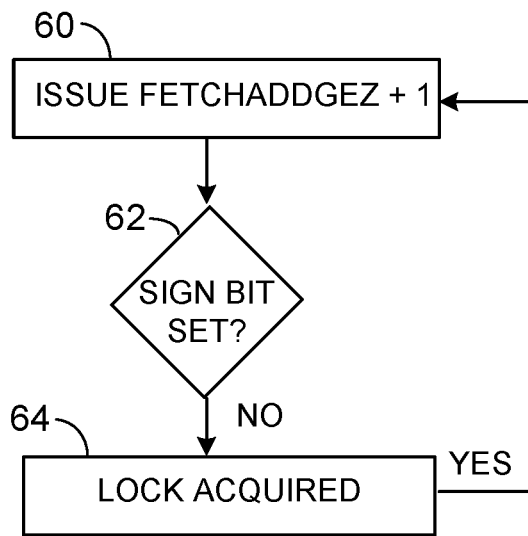 60
ISSUE FETCHADDGEZ + 1
62
SIGN BIT
SET?
NO
64
YES
LOCK ACQUIRED